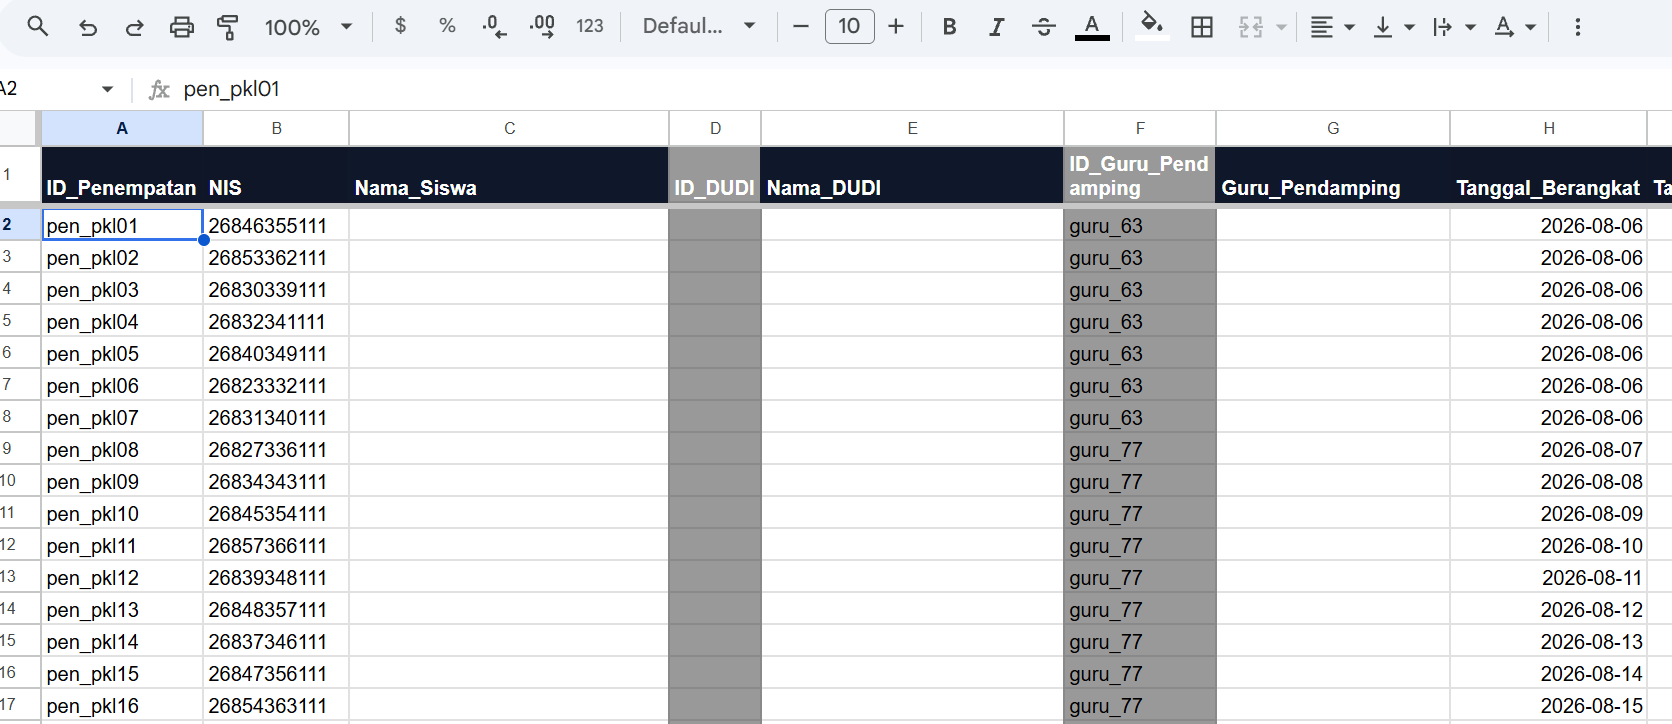 100% $ % .0 .00 123 Defaul... 10 B I A A
A2 fx pen_pkl01
A B C D E F G H
1 ID_Penempatan NIS Nama_Siswa ID_DUDI Nama_DUDI ID_Guru_Pend
amping Guru_Pendamping Tanggal_Berangkat Ta
2 pen_pkl01 26846355111 guru_63 2026-08-06
3 pen_pkl02 26853362111 guru_63 2026-08-06
4 pen_pkl03 26830339111 guru_63 2026-08-06
5 pen_pkl04 26832341111 guru_63 2026-08-06
6 pen_pkl05 26840349111 guru_63 2026-08-06
7 pen_pkl06 26823332111 guru_63 2026-08-06
8 pen_pkl07 26831340111 guru_63 2026-08-06
9 pen_pkl08 26827336111 guru_77 2026-08-07
10 pen_pkl09 26834343111 guru_77 2026-08-08
11 pen_pkl10 26845354111 guru_77 2026-08-09
12 pen_pkl11 26857366111 guru_77 2026-08-10
13 pen_pkl12 26839348111 guru_77 2026-08-11
14 pen_pkl13 26848357111 guru_77 2026-08-12
15 pen_pkl14 26837346111 guru_77 2026-08-13
16 pen_pkl15 26847356111 guru_77 2026-08-14
17 pen_pkl16 26854363111 guru_77 2026-08-15